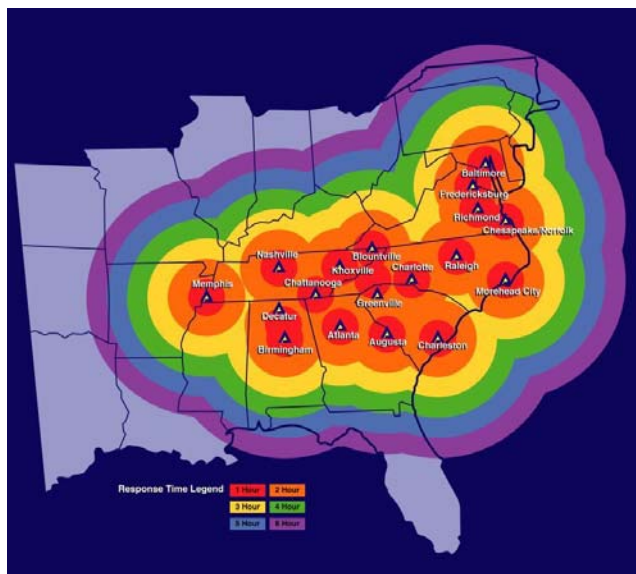 Baltimore
Fredericksburg
Richmond
Chesapeake/Norfolk
Nashville
Blountville
Raleigh
Knoxville
Charlotte
Memphis
Chattanooga
Morehead City
Greenville
Decatur
Atlanta
Augusta
Charleston
Birmingham
Response Time Legend
1 Hour 2 Hour
3 Hour 4 Hour
5 Hour 6 Hour